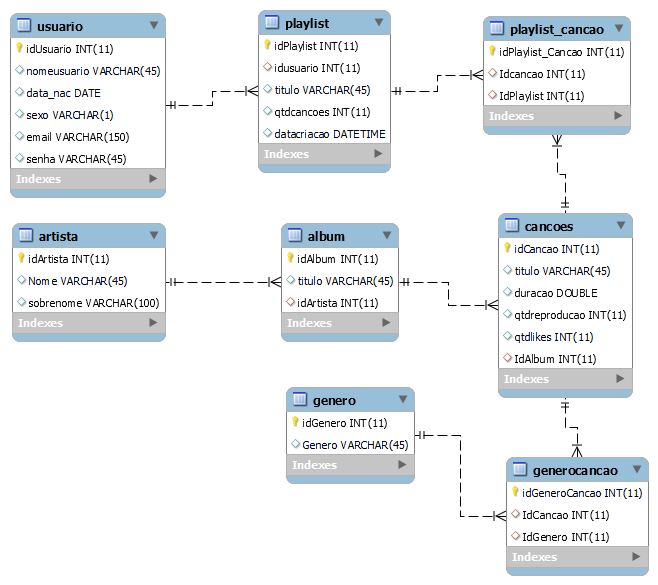 usuario
idUsuario INT(11)
nomeusuario VARCHAR(45)
data_nac DATE
sexo VARCHAR(1)
email VARCHAR(150)
senha VARCHAR(45)
Indexes
playlist
idPlaylist INT(11)
idusuario INT(11)
titulo VARCHAR(45)
qtdcancoes INT(11)
datacriacao DATETIME
Indexes
playlist_cancao
idPlaylist_Cancao INT(11)
Idcancao INT(11)
IdPlaylist INT(11)
Indexes
artista
idArtista INT(11)
Nome VARCHAR(45)
sobrenome VARCHAR(100)
Indexes
album
idAlbum INT(11)
titulo VARCHAR(45)
idArtista INT(11)
Indexes
cancoes
idCancao INT(11)
titulo VARCHAR(45)
duracao DOUBLE
qtdreproducao INT(11)
qtdlikes INT(11)
IdAlbum INT(11)
Indexes
genero
idGenero INT(11)
Genero VARCHAR(45)
Indexes
generocancao
idGeneroCancao INT(11)
IdCancao INT(11)
IdGenero INT(11)
Indexes